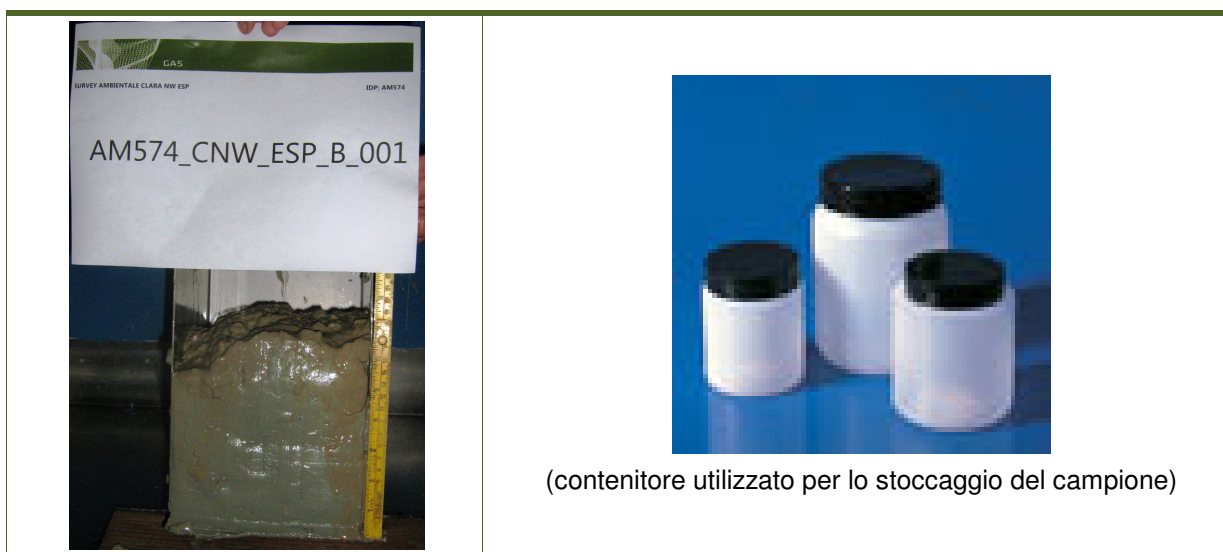 GAS
SURVEY AMBIENTALE CLARA NW ESP IDP: AM574
AM574_CNW_ESP_B_001
(contenitore utilizzato per lo stoccaggio del campione)